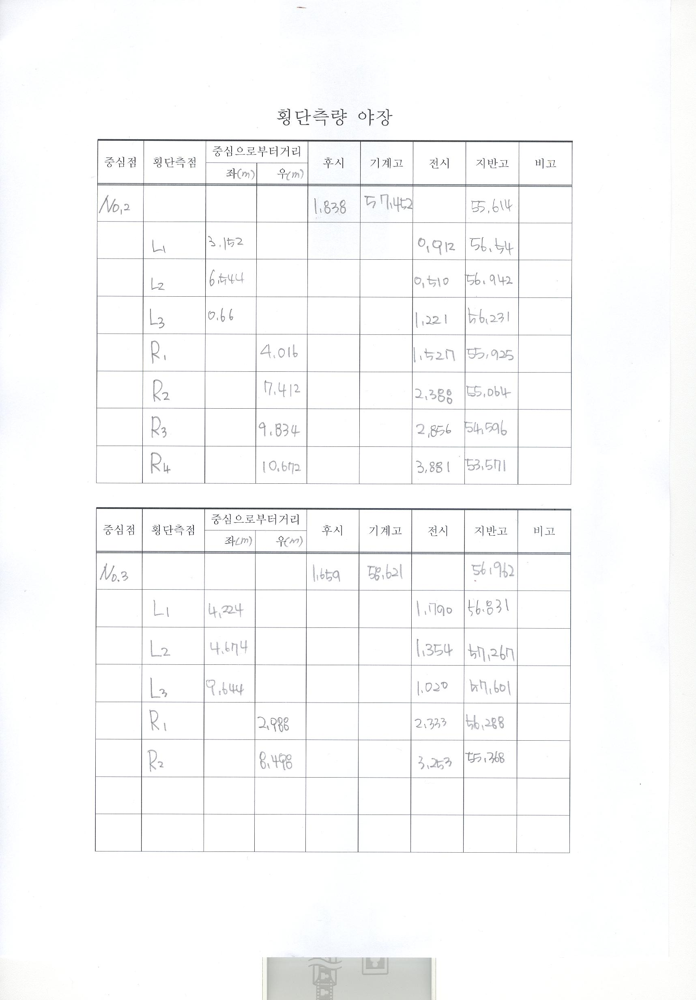 횡단측량 야장
중심점 횡단측점 중심으로부터거리 후시 기계고 전시 지반고 비고
좌(m) 우(m)
No.2 1.838 57.452 55.614
L1 3.152 0.912 56.54
L2 6.544 0.510 56.942
L3 0.66 1.221 56.231
R1 4.016 1.527 55.925
R2 7.412 2.388 55.064
R3 9.834 2.856 54.596
R4 10.672 3.881 53.571
중심점 횡단측점 중심으로부터거리 후시 기계고 전시 지반고 비고
좌(m) 우(m)
No.3 1.659 58.621 56.962
L1 4.224 1.790 56.831
L2 4.674 1.354 57.267
L3 9.644 1.020 57.601
R1 2.988 2.333 56.288
R2 8.498 3.253 55.368